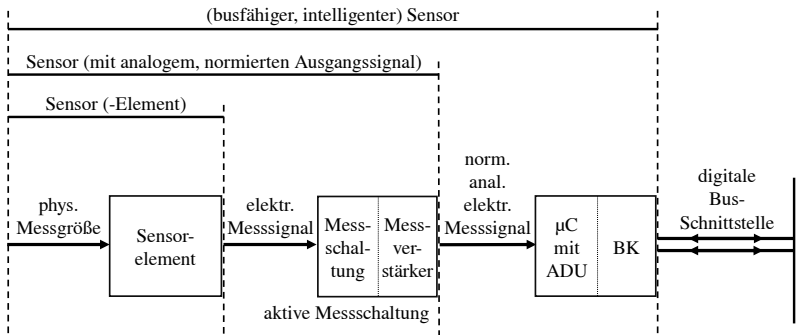 (busfähiger, intelligenter) Sensor
Sensor (mit analogem, normierten Ausgangssignal)
Sensor (-Element)
phys.
Messgröße
Sensor-
element
elektr.
Messsignal
Mess-
schal-
tung
Mess-
ver-
stärker
aktive Messschaltung
norm.
anal.
elektr.
Messsignal
µC
mit
ADU
BK
digitale
Bus-
Schnittstelle